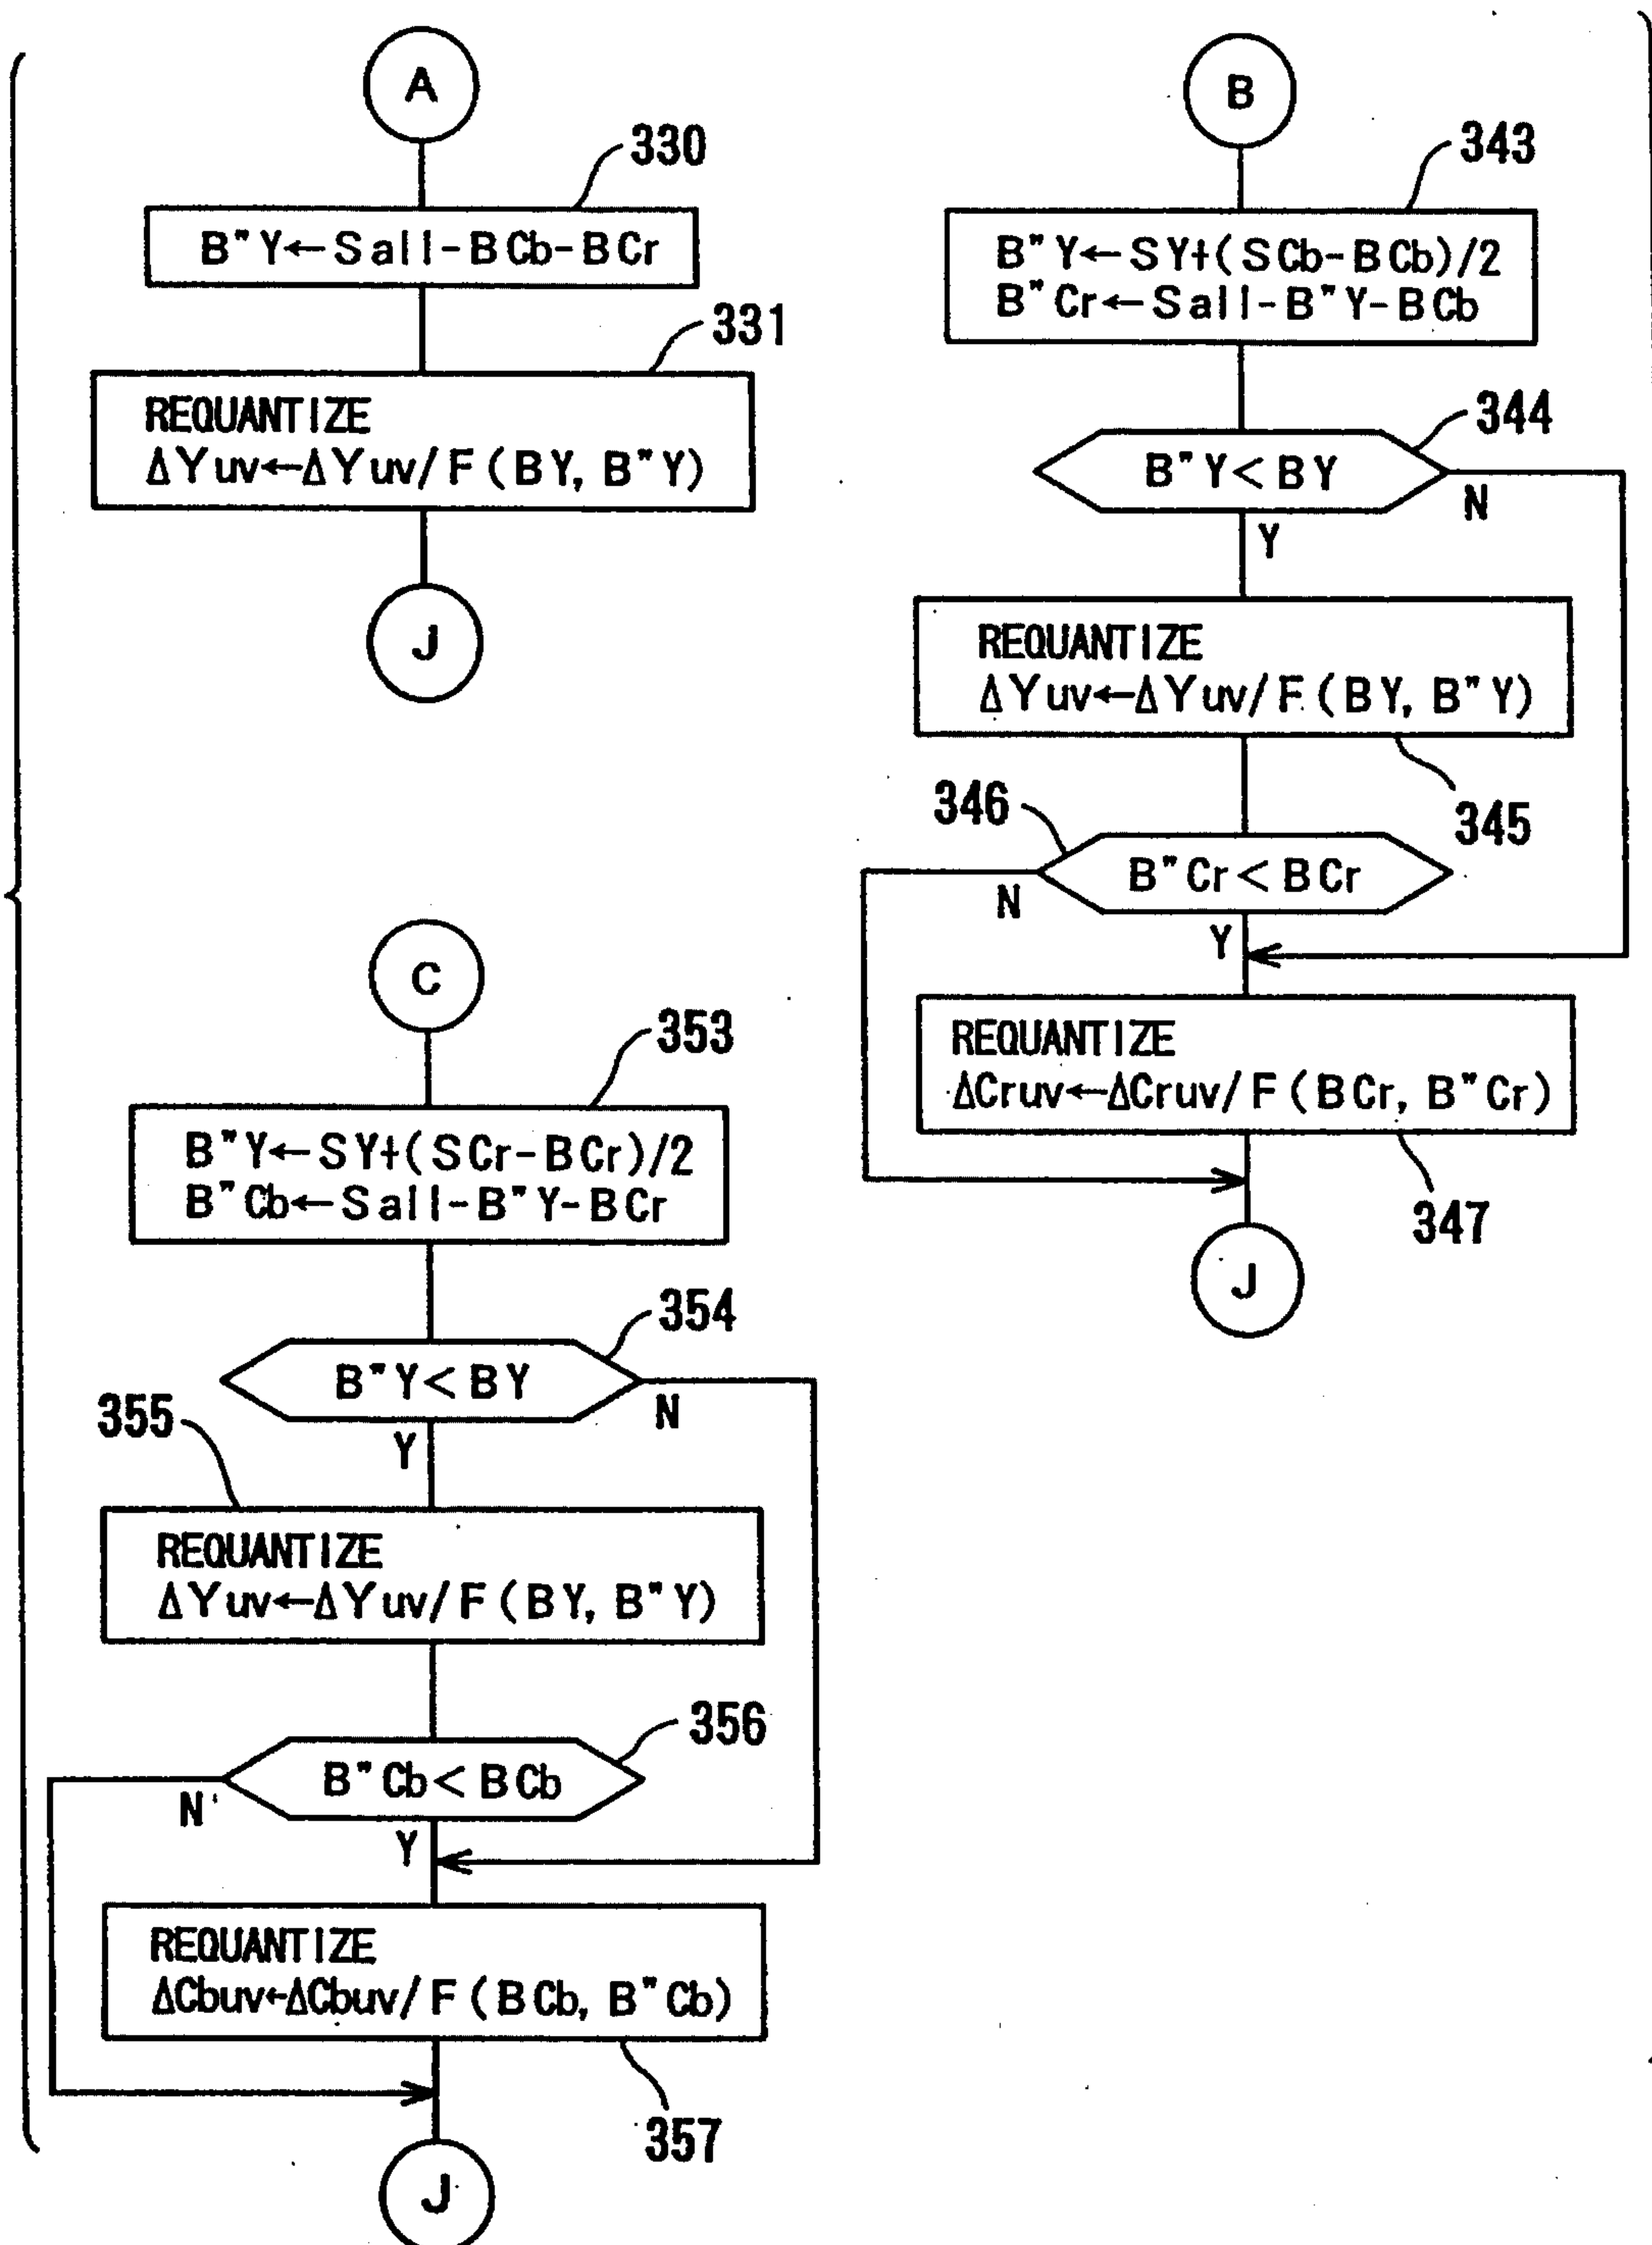 A
330
B"Y←Sall-BCb-BCr
331
REQUANTIZE
ΔYuv←ΔYuv/F(BY, B"Y)
J
B
343
B"Y←SY+(SCb-BCb)/2
B"Cr←Sall-B"Y-BCb
344
B"Y<BY
N
Y
REQUANTIZE
ΔYuv←ΔYuv/F(BY, B"Y)
345
346
B"Cr<BCr
N
Y
REQUANTIZE
ΔCruv←ΔCruv/F(BCr, B"Cr)
347
J
C
353
B"Y←SY+(SCr-BCr)/2
B"Cb←Sall-B"Y-BCr
354
B"Y<BY
N
Y
355
REQUANTIZE
ΔYuv←ΔYuv/F(BY, B"Y)
356
B"Cb<BCb
N
Y
REQUANTIZE
ΔCbuv←ΔCbuv/F(BCb, B"Cb)
357
J